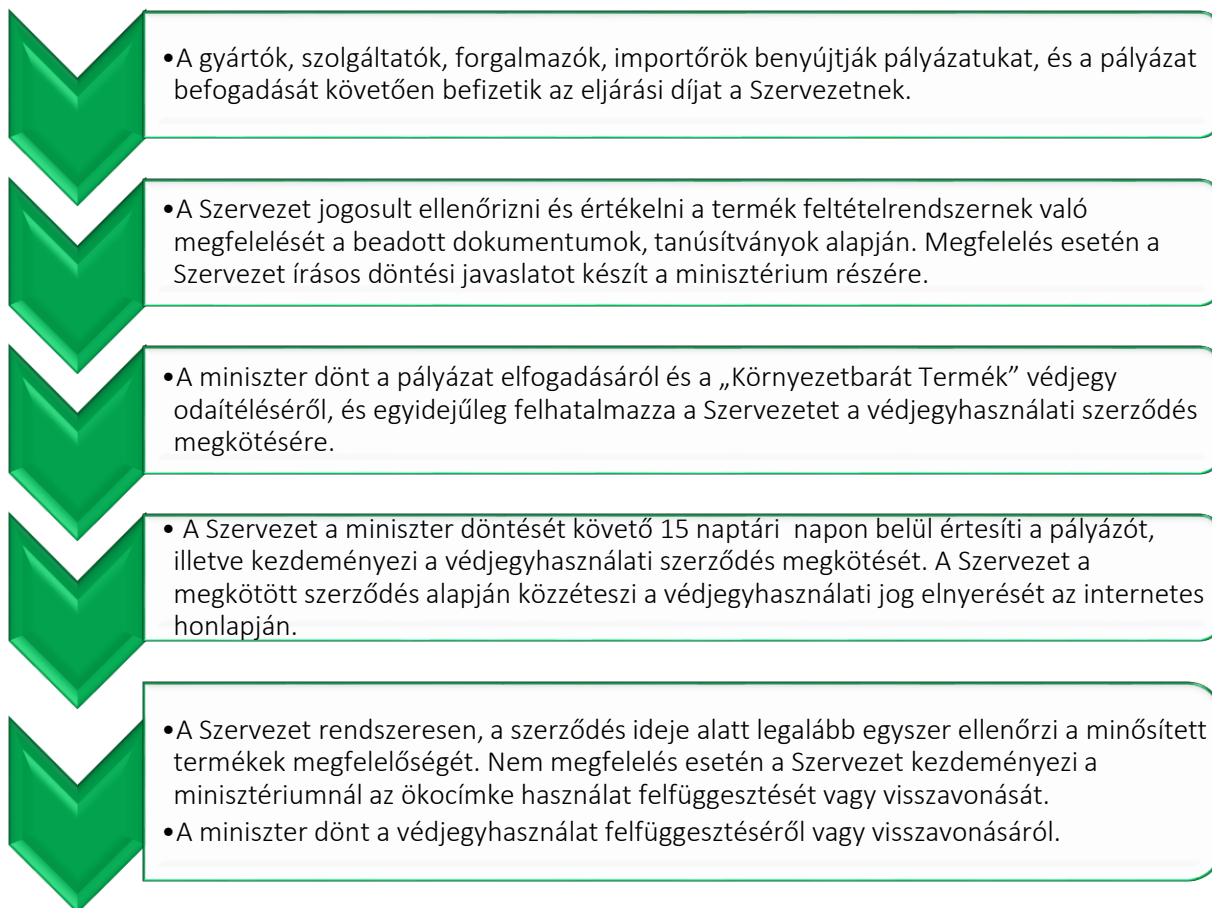 •A gyártók, szolgáltatók, forgalmazók, importőrök benyújtják pályázatukat, és a pályázat
befogadását követően befizetik az eljárási díjat a Szervezetnek.
•A Szervezet jogosult ellenőrizni és értékelni a termék feltételrendszernek való
megfelelését a beadott dokumentumok, tanúsítványok alapján. Megfelelés esetén a
Szervezet írásos döntési javaslatot készít a minisztérium részére.
•A miniszter dönt a pályázat elfogadásáról és a „Környezetbarát Termék” védjegy
odaítéléséről, és egyidejűleg felhatalmazza a Szervezetet a védjegyhasználati szerződés
megkötésére.
• A Szervezet a miniszter döntését követő 15 naptári napon belül értesíti a pályázót,
illetve kezdeményezi a védjegyhasználati szerződés megkötését. A Szervezet a
megkötött szerződés alapján közzéteszi a védjegyhasználati jog elnyerését az internetes
honlapján.
•A Szervezet rendszeresen, a szerződés ideje alatt legalább egyszer ellenőrzi a minősített
termékek megfelelőségét. Nem megfelelés esetén a Szervezet kezdeményezi a
minisztériumnál az ökocímke használat felfüggesztését vagy visszavonását.
•A miniszter dönt a védjegyhasználat felfüggesztéséről vagy visszavonásáról.